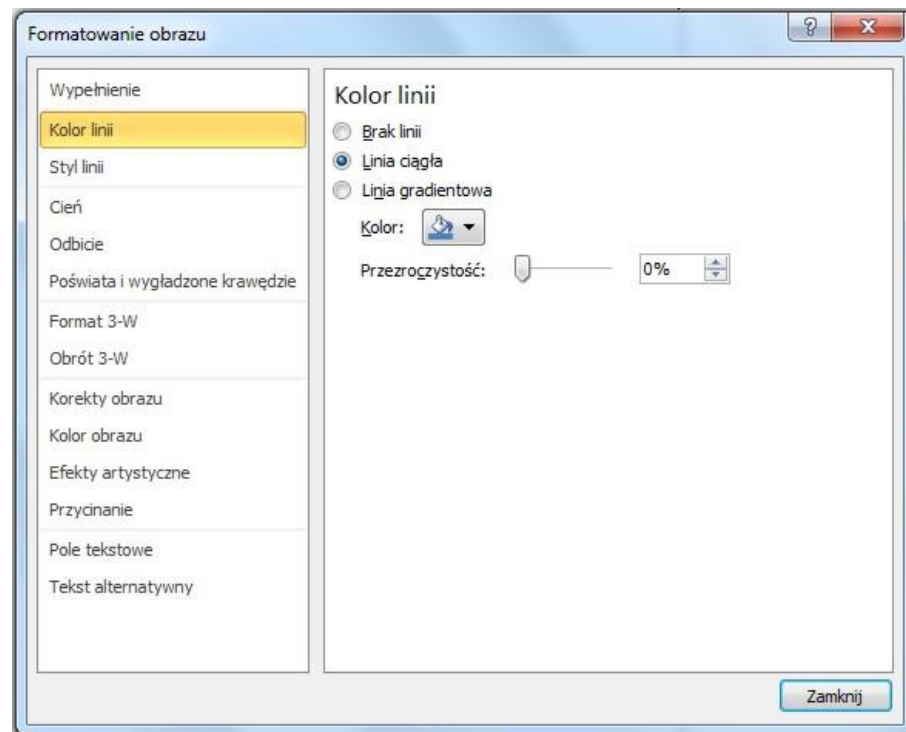 Formatowanie obrazu
Wypełnienie
Kolor linii
Styl linii
Cień
Odbicie
Poświata i wygładzone krawędzie
Format 3-W
Obrót 3-W
Korekty obrazu
Kolor obrazu
Efekty artystyczne
Przycinanie
Pole tekstowe
Tekst alternatywny
Kolor linii
Brak linii
Linia ciągła
Linia gradientowa
Kolor:
Przezroczystość: 0%
Zamknij